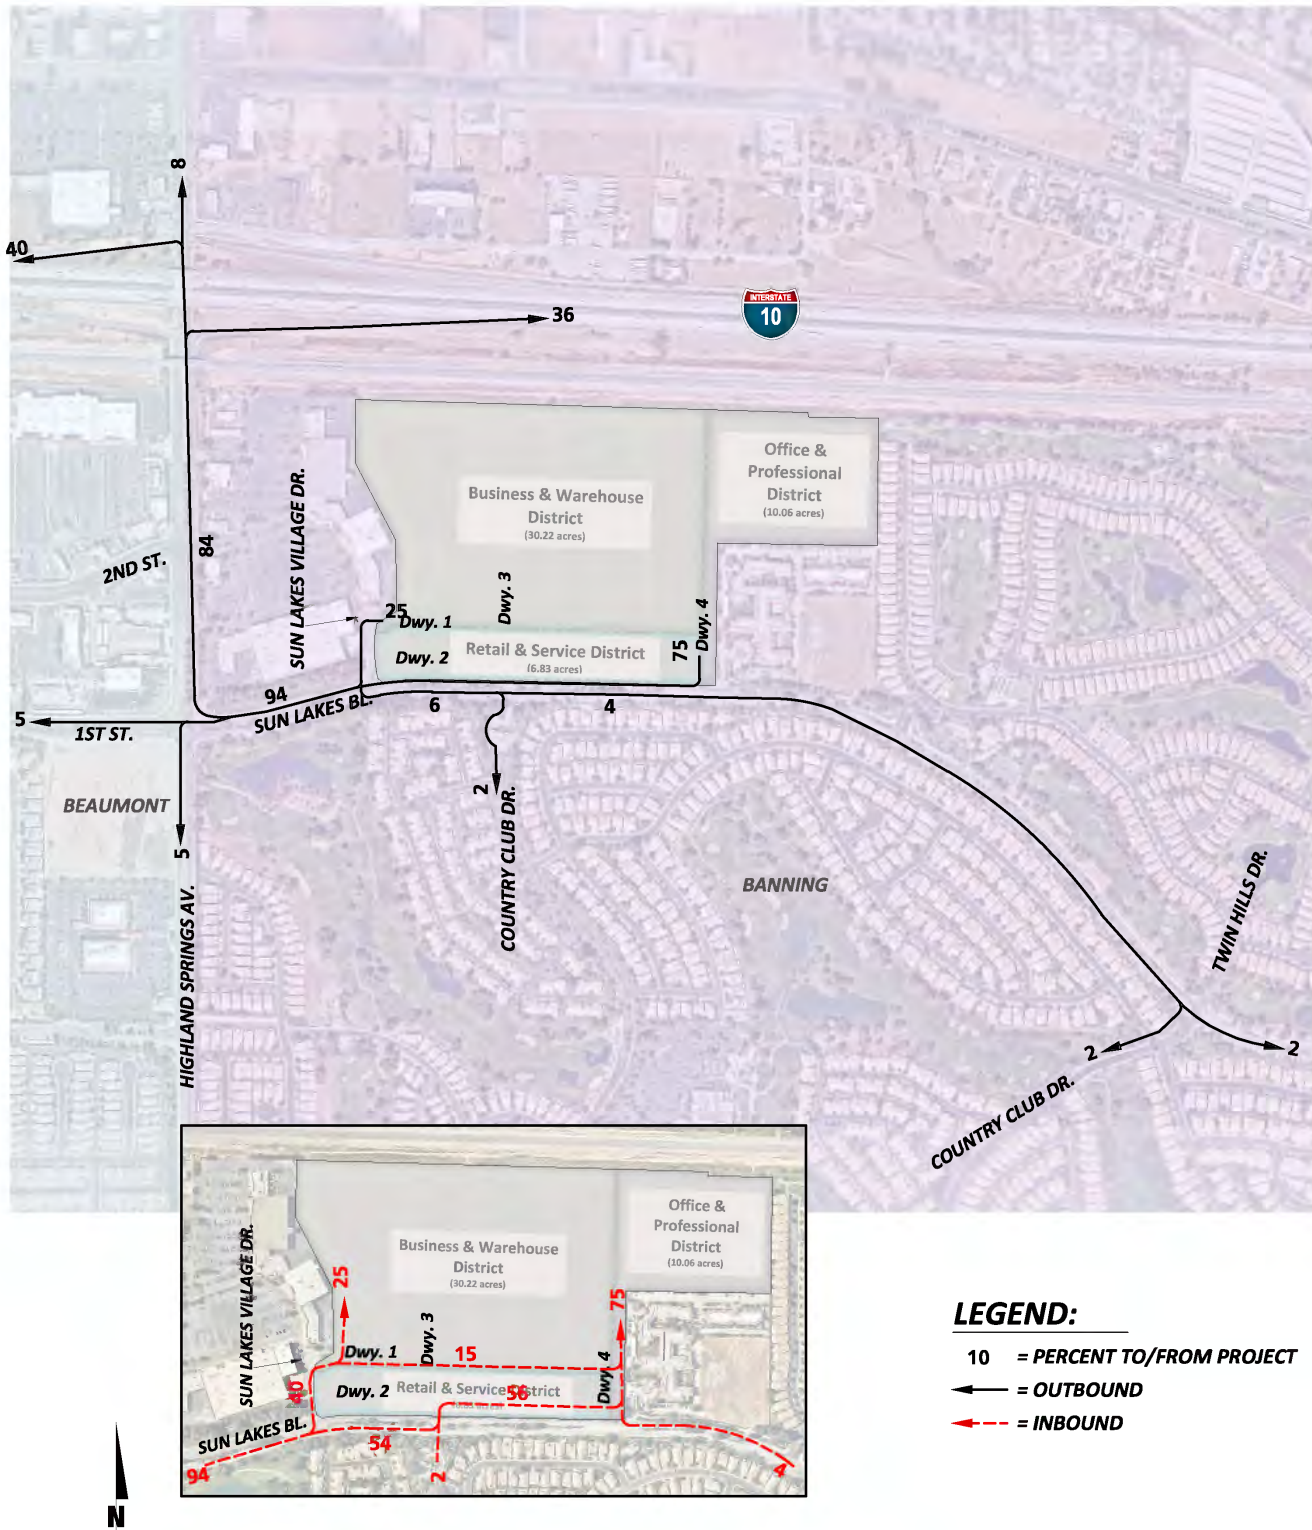 8
40
36
INTERSTATE
10
Office &
Professional
District
(10.06 acres)
Business & Warehouse
District
(30.22 acres)
SUN LAKES VILLAGE DR.
84
2ND ST.
Dwy. 3
25
Dwy. 1
Dwy. 4
75
Retail & Service District
(6.83 acres)
Dwy. 2
94
SUN LAKES BL.
6
4
5
1ST ST.
2
COUNTRY CLUB DR.
BEAUMONT
5
HIGHLAND SPRINGS AV.
BANNING
TWIN HILLS DR.
2
2
COUNTRY CLUB DR.
Office &
Professional
District
(10.06 acres)
Business & Warehouse
District
(30.22 acres)
SUN LAKES VILLAGE DR.
25
75
Dwy. 3
Dwy. 1
15
Dwy. 4
40
Dwy. 2
Retail & Service District
56
SUN LAKES BL.
54
94
2
4
LEGEND:
10 = PERCENT TO/FROM PROJECT
= OUTBOUND
= INBOUND
N